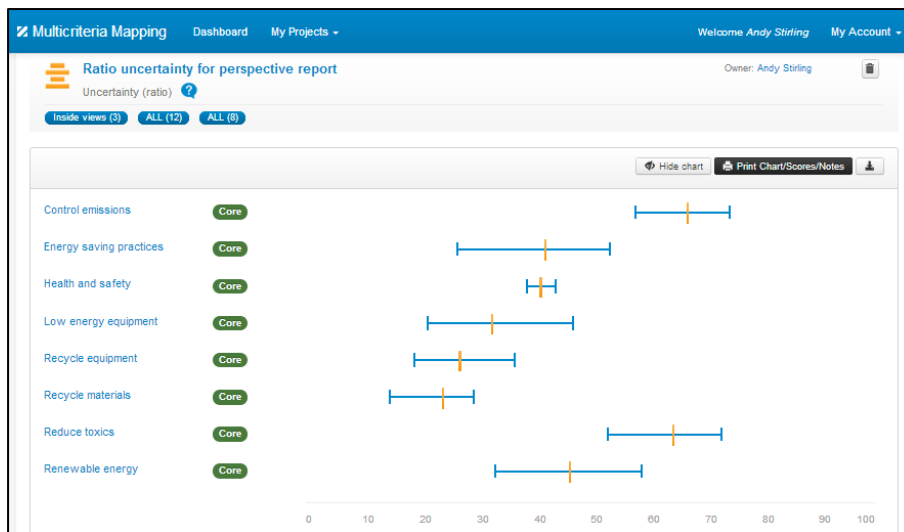 Multicriteria Mapping Dashboard My Projects Welcome Andy Stirling My Account
Ratio uncertainty for perspective report Owner: Andy Stirling
Uncertainty (ratio) ?
Inside views (3) ALL (12) ALL (8)
Hide chart Print Chart/Scores/Notes
Control emissions Core
Energy saving practices Core
Health and safety Core
Low energy equipment Core
Recycle equipment Core
Recycle materials Core
Reduce toxics Core
Renewable energy Core
0 10 20 30 40 50 60 70 80 90 100